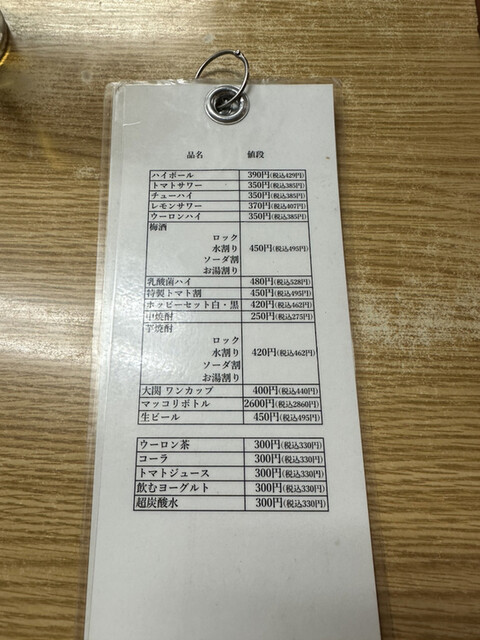 品名 値段
ハイボール 390円(税込429円)
トマトサワー 350円(税込385円)
チューハイ 350円(税込385円)
レモンサワー 370円(税込407円)
ウーロンハイ 350円(税込385円)
梅酒
ロック
水割り 450円(税込495円)
ソーダ割
お湯割り
乳酸菌ハイ 480円(税込528円)
特製トマト割 450円(税込495円)
ホッピーセット白・黒 420円(税込462円)
中焼酎 250円(税込275円)
芋焼酎
ロック
水割り 420円(税込462円)
ソーダ割
お湯割り
大関 ワンカップ 400円(税込440円)
マッコリボトル 2600円(税込2860円)
生ビール 450円(税込495円)
ウーロン茶 300円(税込330円)
コーラ 300円(税込330円)
トマトジュース 300円(税込330円)
飲むヨーグルト 300円(税込330円)
超炭酸水 300円(税込330円)